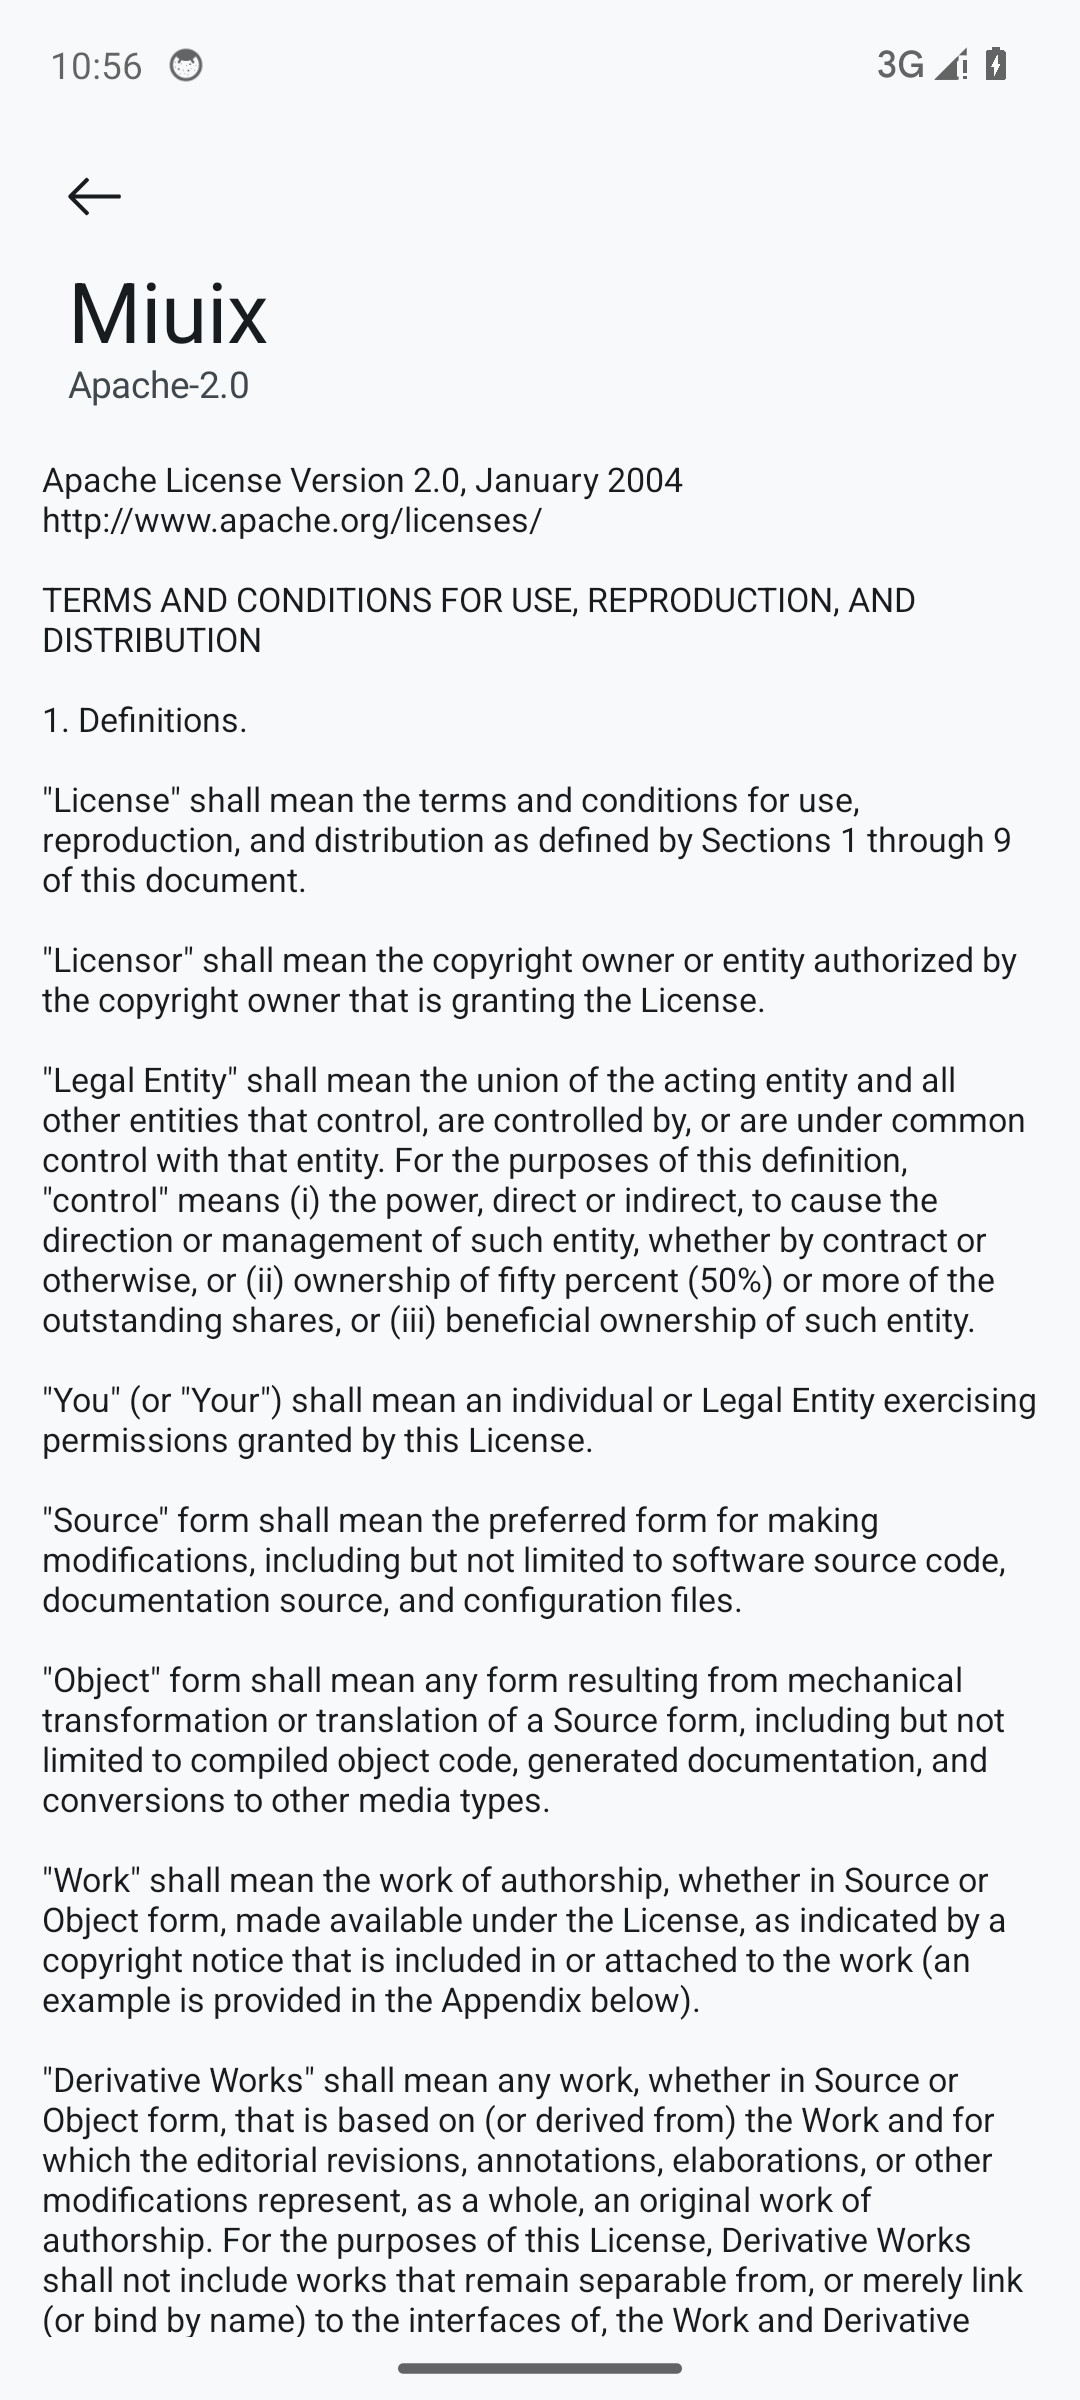 10:56
3G
Miuix
Apache-2.0
Apache License Version 2.0, January 2004
http://www.apache.org/licenses/
TERMS AND CONDITIONS FOR USE, REPRODUCTION, AND
DISTRIBUTION
1. Definitions.
"License" shall mean the terms and conditions for use,
reproduction, and distribution as defined by Sections 1 through 9
of this document.
"Licensor" shall mean the copyright owner or entity authorized by
the copyright owner that is granting the License.
"Legal Entity" shall mean the union of the acting entity and all
other entities that control, are controlled by, or are under common
control with that entity. For the purposes of this definition,
"control" means (i) the power, direct or indirect, to cause the
direction or management of such entity, whether by contract or
otherwise, or (ii) ownership of fifty percent (50%) or more of the
outstanding shares, or (iii) beneficial ownership of such entity.
"You" (or "Your") shall mean an individual or Legal Entity exercising
permissions granted by this License.
"Source" form shall mean the preferred form for making
modifications, including but not limited to software source code,
documentation source, and configuration files.
"Object" form shall mean any form resulting from mechanical
transformation or translation of a Source form, including but not
limited to compiled object code, generated documentation, and
conversions to other media types.
"Work" shall mean the work of authorship, whether in Source or
Object form, made available under the License, as indicated by a
copyright notice that is included in or attached to the work (an
example is provided in the Appendix below).
"Derivative Works" shall mean any work, whether in Source or
Object form, that is based on (or derived from) the Work and for
which the editorial revisions, annotations, elaborations, or other
modifications represent, as a whole, an original work of
authorship. For the purposes of this License, Derivative Works
shall not include works that remain separable from, or merely link
(or bind by name) to the interfaces of, the Work and Derivative